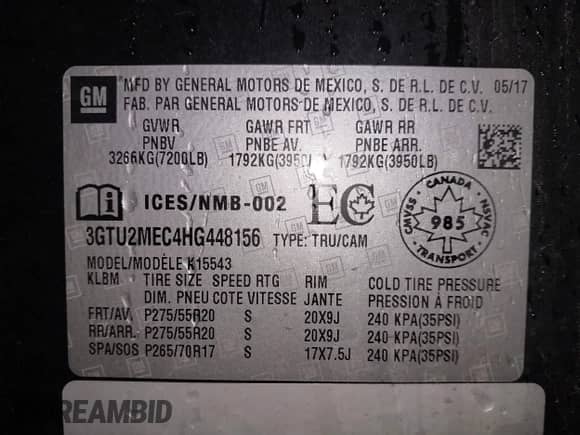 GM
MFD BY GENERAL MOTORS DE MEXICO, S. DE R.L. DE C.V. 05/17
FAB. PAR GENERAL MOTORS DE MEXICO, S. DE R.L. DE C.V.
GVWR GAWR FRT GAWR RR
PNBV PNBE AV. PNBE ARR.
3266KG(7200LB) 1792KG(3950 1792KG(3950LB)
i ICES/NMB-002 EC
CANADA
CMVSS NSVAC
985
TRANSPORT
3GTU2MEC4HG448156 TYPE: TRU/CAM
MODEL/MODÈLE K15543
KLBM TIRE SIZE SPEED RTG RIM COLD TIRE PRESSURE
DIM. PNEU COTE VITESSE JANTE PRESSION À FROID
FRT/AV. P275/55R20 S 20X9J 240 KPA(35PSI)
RR/ARR. P275/55R20 S 20X9J 240 KPA(35PSI)
SPA/SOS P265/70R17 S 17X7.5J 240 KPA(35PSI)
REAMBID